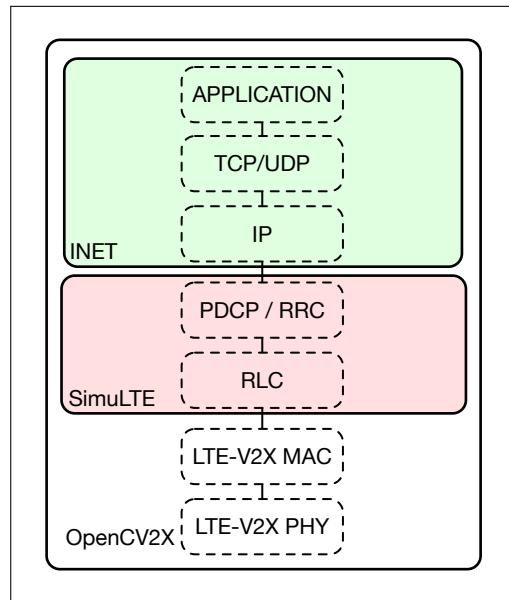 APPLICATION
TCP/UDP
IP
INET
PDCP / RRC
RLC
SimuLTE
LTE-V2X MAC
LTE-V2X PHY
OpenCV2X